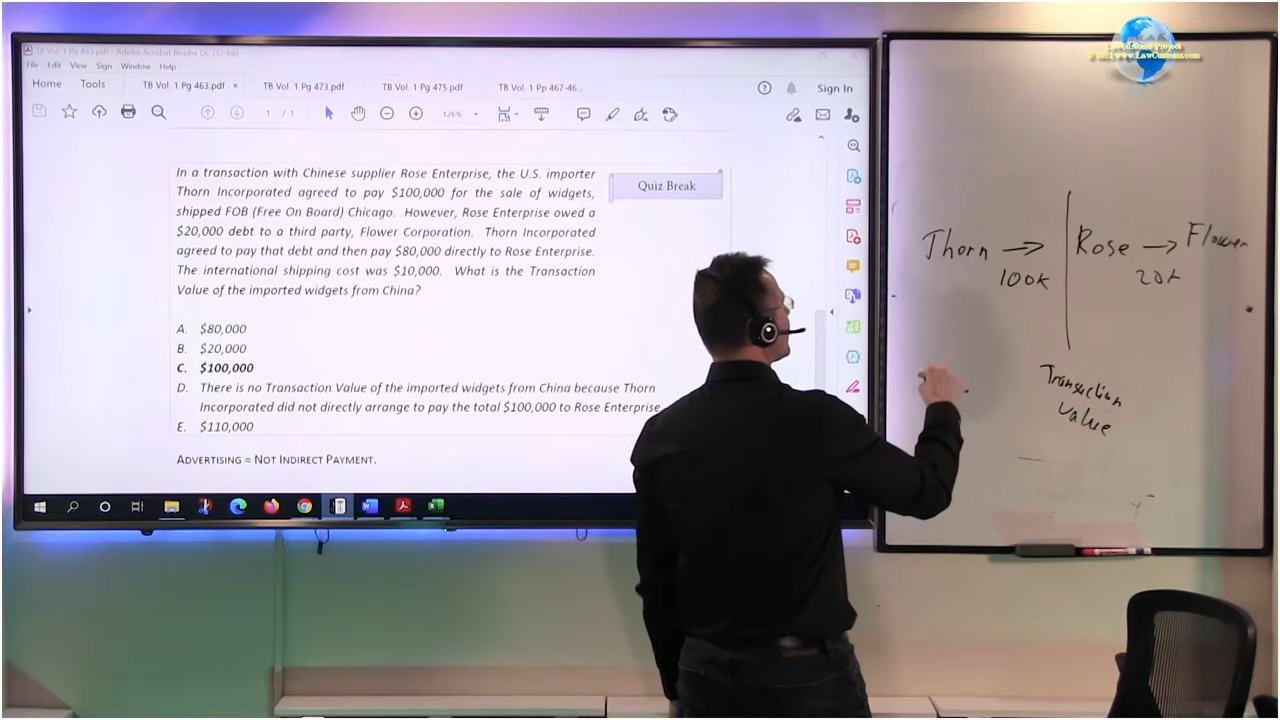 TB Vol. 1 Pg 463.pdf - Adobe Acrobat Reader DC (32-bit)
File Edit View Sign Window Help
Home Tools TB Vol. 1 Pg 463.pdf × TB Vol. 1 Pg 473.pdf TB Vol. 1 Pg 475.pdf TB Vol. 1 Pp 467-46... Sign In
1 / 1 126%
In a transaction with Chinese supplier Rose Enterprise, the U.S. importer
Thorn Incorporated agreed to pay $100,000 for the sale of widgets,
shipped FOB (Free On Board) Chicago. However, Rose Enterprise owed a
$20,000 debt to a third party, Flower Corporation. Thorn Incorporated
agreed to pay that debt and then pay $80,000 directly to Rose Enterprise.
The international shipping cost was $10,000. What is the Transaction
Value of the imported widgets from China?
Quiz Break
A. $80,000
B. $20,000
C. $100,000
D. There is no Transaction Value of the imported widgets from China because Thorn
Incorporated did not directly arrange to pay the total $100,000 to Rose Enterprise
E. $110,000
ADVERTISING = NOT INDIRECT PAYMENT.
Thorn → Rose → Flower
100k 20k
Transaction
Value
www.LawCustoms.com